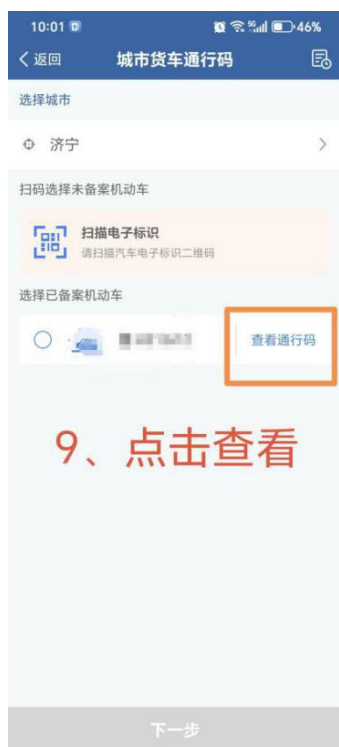 10:01 46%
返回 城市货车通行码
选择城市
济宁
扫码选择未备案机动车
扫描电子标识
请扫描汽车电子标识二维码
选择已备案机动车
查看通行码
9、点击查看
下一步